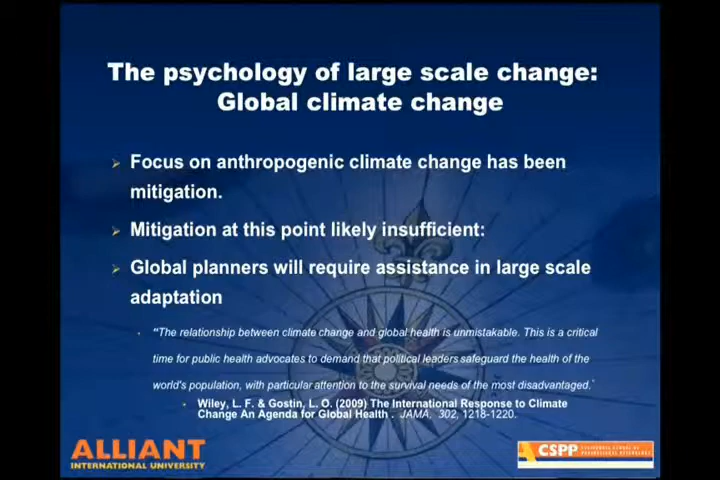 The psychology of large scale change:
Global climate change
➢ Focus on anthropogenic climate change has been
mitigation.
➢ Mitigation at this point likely insufficient:
➢ Global planners will require assistance in large scale
adaptation
• “The relationship between climate change and global health is unmistakable. This is a critical
time for public health advocates to demand that political leaders safeguard the health of the
world's population, with particular attention to the survival needs of the most disadvantaged.”
• Wiley, L. F. & Gostin, L. O. (2009) The International Response to Climate
Change An Agenda for Global Health . JAMA, 302, 1218-1220.
ALLIANT
INTERNATIONAL UNIVERSITY
CSPP
CALIFORNIA SCHOOL OF
PROFESSIONAL PSYCHOLOGY